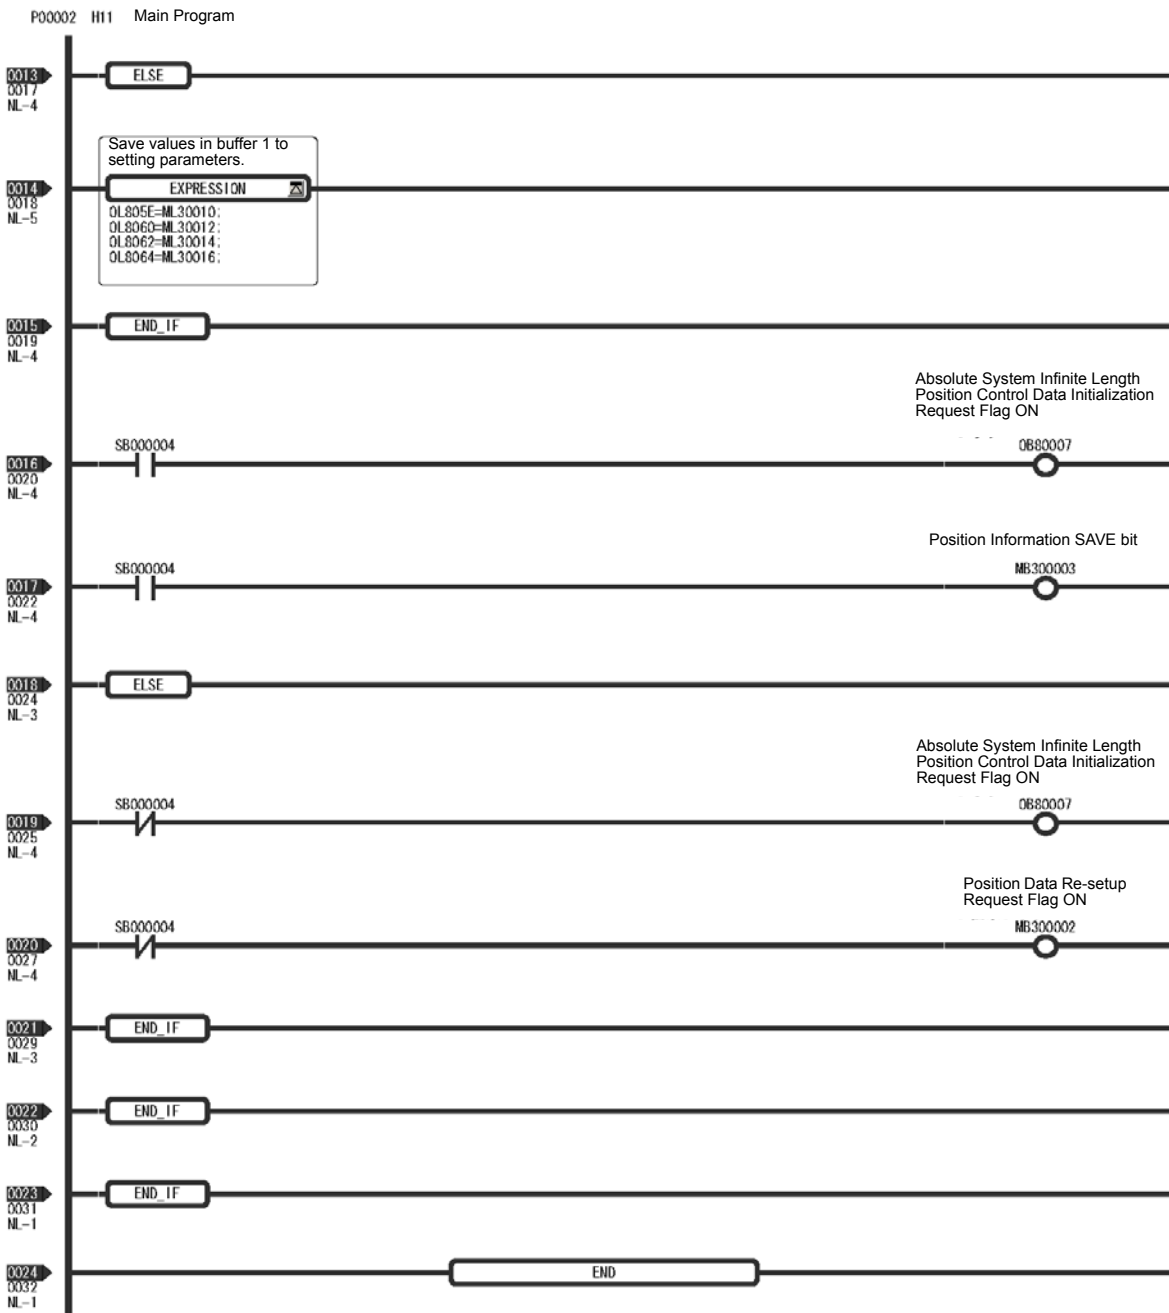 P00002 H11 Main Program
0013
0017
NL-4
ELSE
Save values in buffer 1 to
setting parameters.
0014
0018
NL-5
EXPRESSION
OL805E=ML30010;
OL8060=ML30012;
OL8062=ML30014;
OL8064=ML30016;
0015
0019
NL-4
END_IF
Absolute System Infinite Length
Position Control Data Initialization
Request Flag ON
SB000004
OB80007
0016
0020
NL-4
Position Information SAVE bit
SB000004
MB300003
0017
0022
NL-4
0018
0024
NL-3
ELSE
Absolute System Infinite Length
Position Control Data Initialization
Request Flag ON
SB000004
OB80007
0019
0025
NL-4
Position Data Re-setup
Request Flag ON
SB000004
MB300002
0020
0027
NL-4
0021
0029
NL-3
END_IF
0022
0030
NL-2
END_IF
0023
0031
NL-1
END_IF
0024
0032
NL-1
END